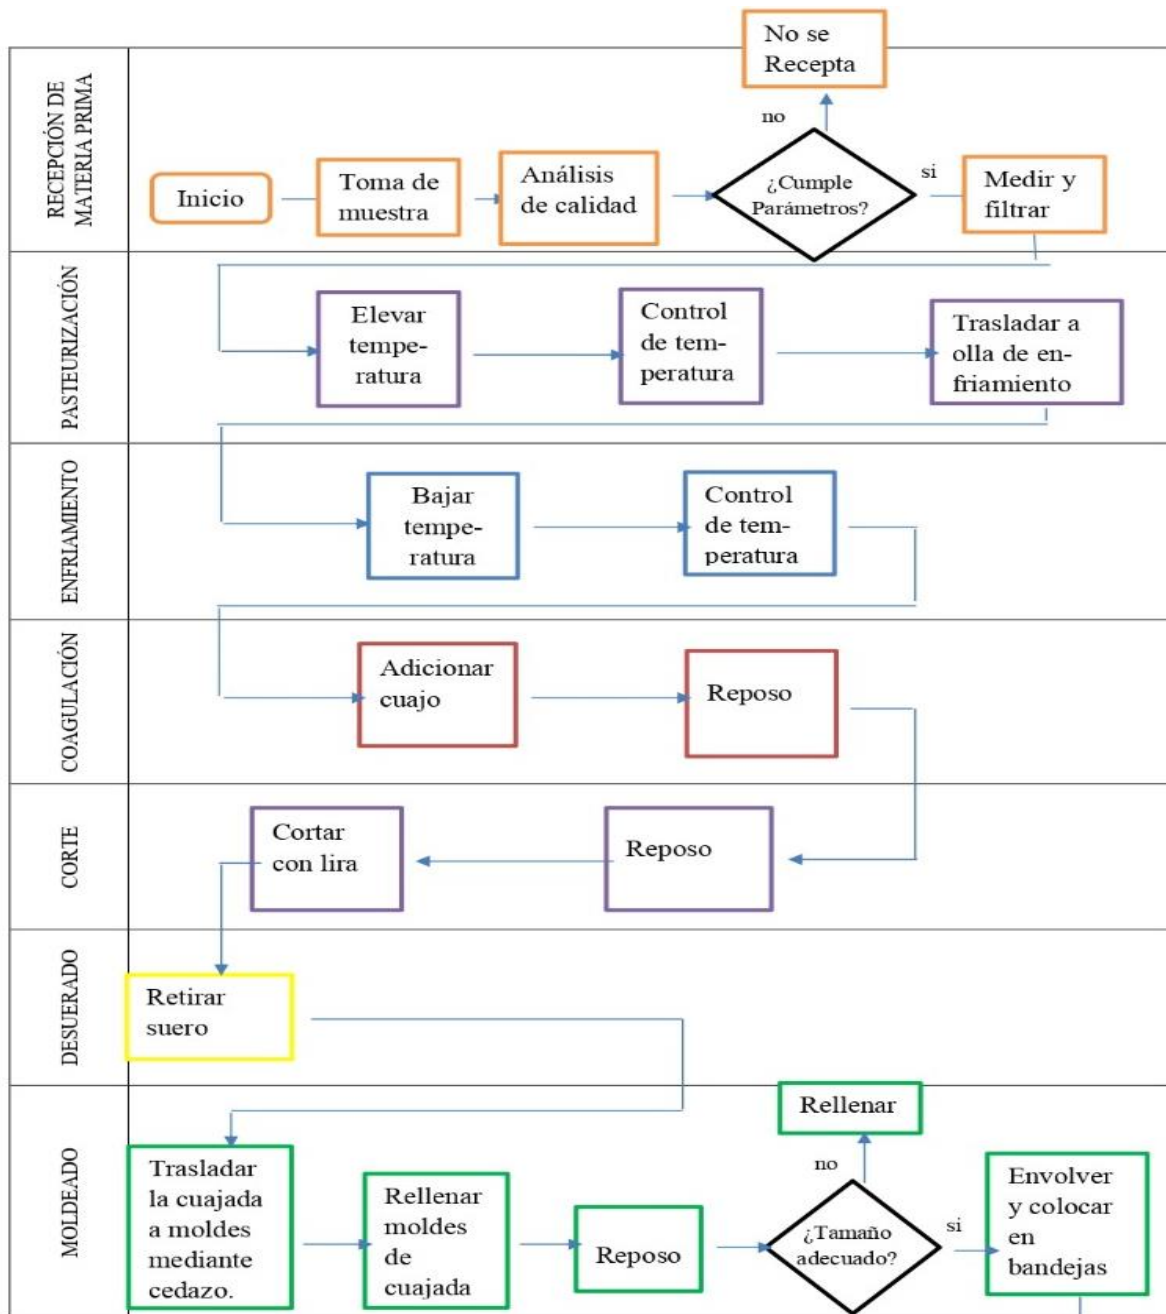 RECEPCIÓN DE
MATERIA PRIMA
No se
Recepta
no
Inicio
Toma de
muestra
Análisis
de calidad
¿Cumple
Parámetros?
si
Medir y
filtrar
PASTEURIZACIÓN
Elevar
tempe-
ratura
Control
de tem-
peratura
Trasladar a
olla de en-
friamiento
ENFRIAMIENTO
Bajar
tempe-
ratura
Control
de tem-
peratura
COAGULACIÓN
Adicionar
cuajo
Reposo
CORTE
Cortar
con lira
Reposo
DESUERADO
Retirar
suero
MOLDEADO
Trasladar
la cuajada
a moldes
mediante
cedazo.
Rellenar
moldes
de
cuajada
Reposo
¿Tamaño
adecuado?
no
Rellenar
si
Envolver
y colocar
en
bandejas